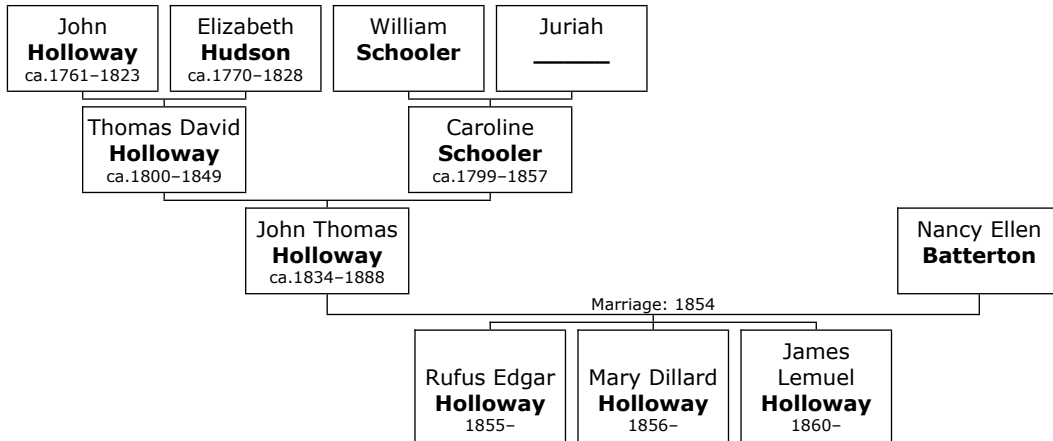 John
Holloway
ca.1761–1823
Elizabeth
Hudson
ca.1770–1828
William
Schooler
Juriah
_____
Thomas David
Holloway
ca.1800–1849
Caroline
Schooler
ca.1799–1857
John Thomas
Holloway
ca.1834–1888
Nancy Ellen
Batterton
Marriage: 1854
Rufus Edgar
Holloway
1855–
Mary Dillard
Holloway
1856–
James
Lemuel
Holloway
1860–